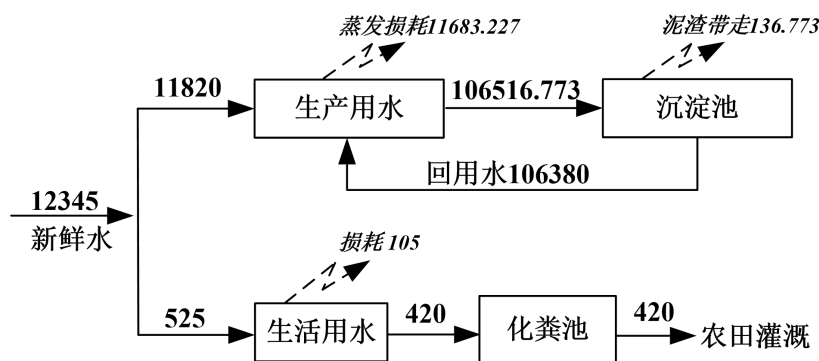 蒸发损耗11683.227
泥渣带走136.773
11820
生产用水
106516.773
沉淀池
回用水106380
12345
新鲜水
损耗105
525
生活用水
420
化粪池
420
农田灌溉